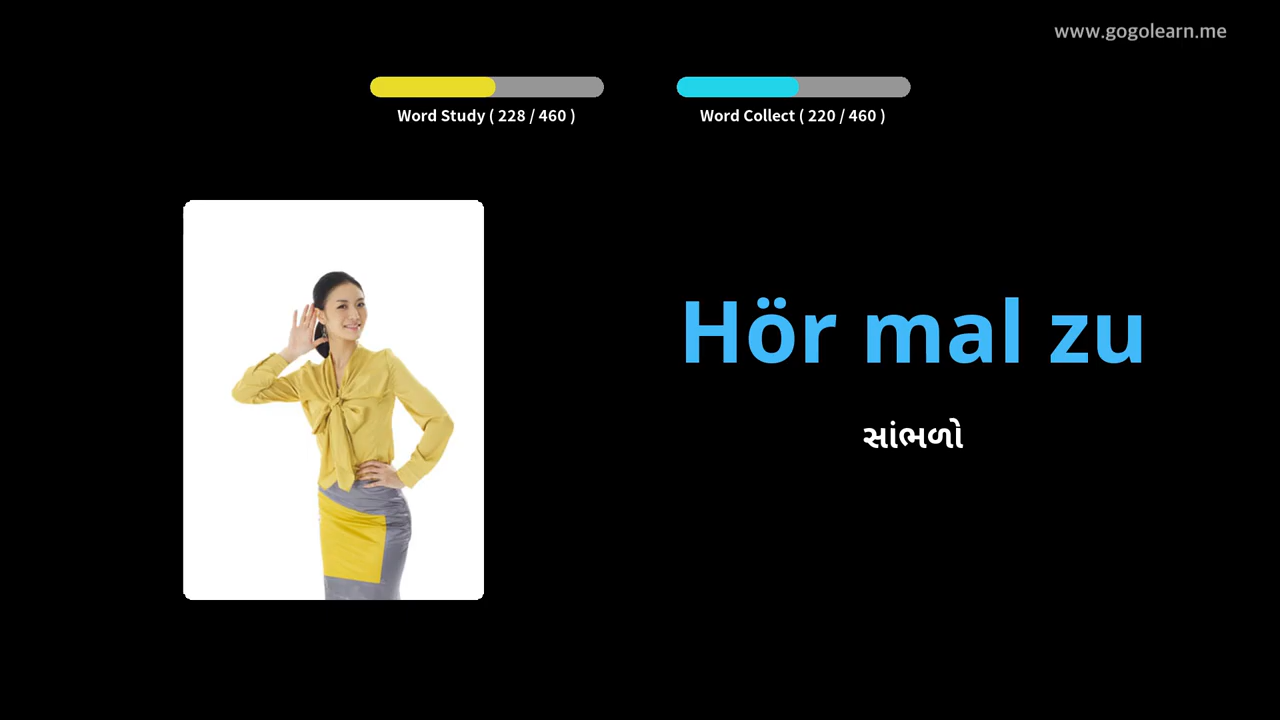 www.gogolearn.me
Word Study ( 228 / 460 )
Word Collect ( 220 / 460 )
Hör mal zu
સાંભળો